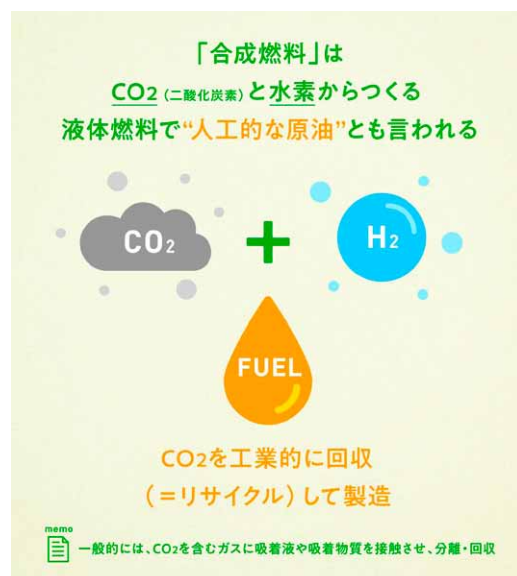 「合成燃料」は
CO2(二酸化炭素)と水素からつくる
液体燃料で“人工的な原油”とも言われる
CO2
+
H2
FUEL
CO2を工業的に回収
(=リサイクル)して製造
memo
一般的には、CO2を含むガスに吸着液や吸着物質を接触させ、分離・回収